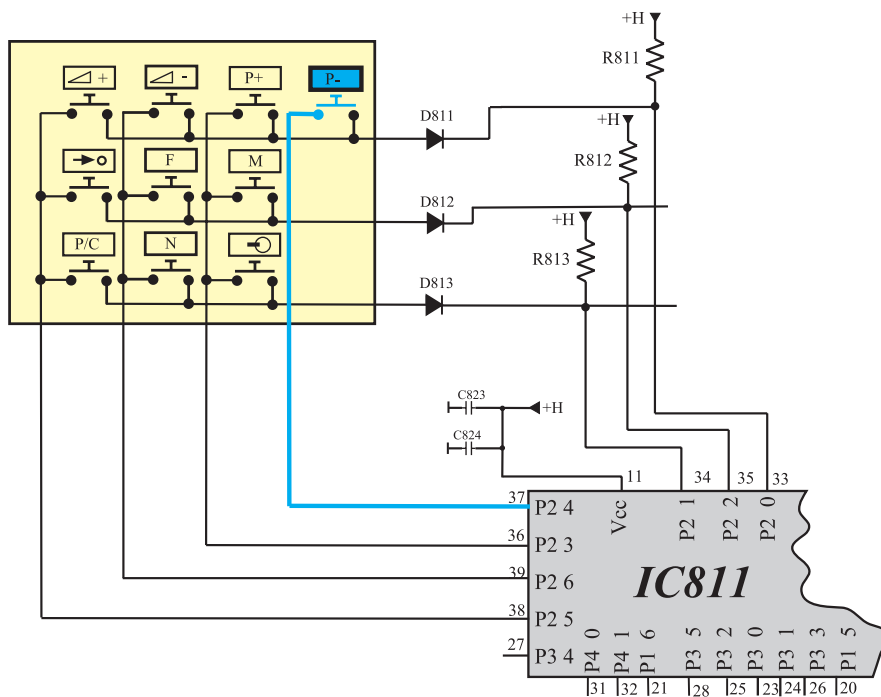 +H
R811
+
-
P+
P-
D811
+H
R812
F
M
D812
+H
R813
P/C
N
D813
C823
+H
C824
11
34
35
33
37
P2 4
Vcc
P2 1
P2 2
P2 0
36
P2 3
39
P2 6
IC811
38
P2 5
27
P3 4
P4 0
P4 1
P1 6
P3 5
P3 2
P3 0
P3 1
P3 3
P1 5
31
32
21
28
25
23
24
26
20